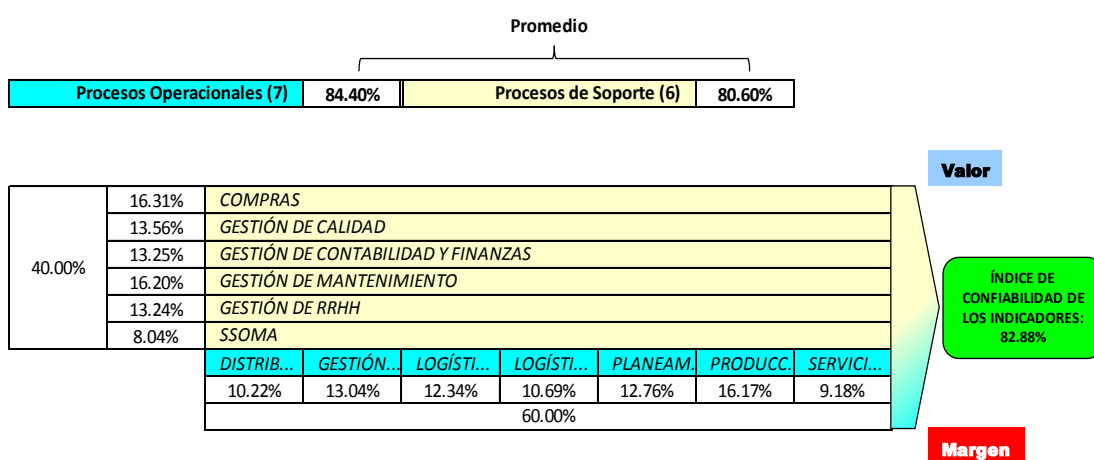 Promedio
Procesos Operacionales (7) 84.40% Procesos de Soporte (6) 80.60%
Valor
40.00%
16.31% COMPRAS
13.56% GESTIÓN DE CALIDAD
13.25% GESTIÓN DE CONTABILIDAD Y FINANZAS
16.20% GESTIÓN DE MANTENIMIENTO
13.24% GESTIÓN DE RRHH
8.04% SSOMA
ÍNDICE DE
CONFIABILIDAD DE
LOS INDICADORES:
82.88%
DISTRIB... GESTIÓN... LOGÍSTI... LOGÍSTI... PLANEAM. PRODUCC. SERVICI...
10.22% 13.04% 12.34% 10.69% 12.76% 16.17% 9.18%
60.00%
Margen